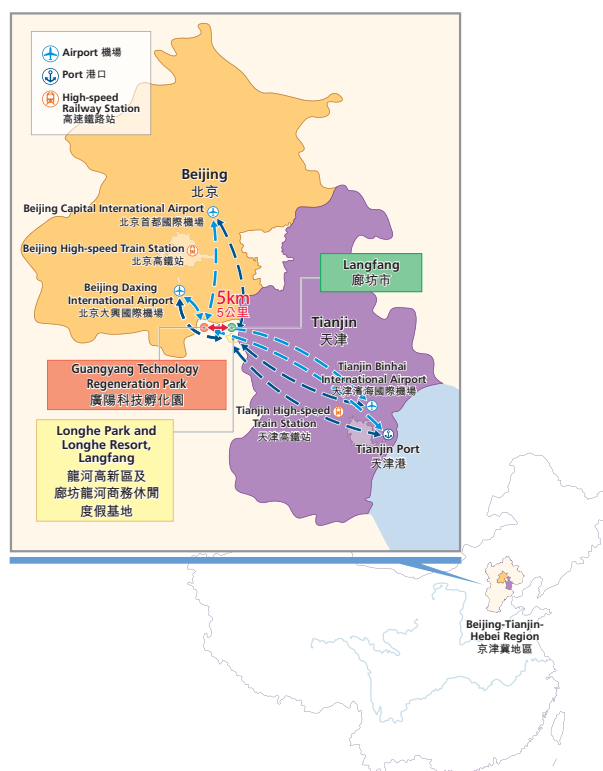 Airport 機場
Port 港口
High-speed
Railway Station
高速鐵路站
Beijing
北京
Beijing Capital International Airport
北京首都國際機場
Beijing High-speed Train Station
北京高鐵站
Beijing Daxing
International Airport
北京大興國際機場
5km
5公里
Langfang
廊坊市
Tianjin
天津
Guangyang Technology
Regeneration Park
廣陽科技孵化園
Tianjin Binhai
International Airport
天津濱海國際機場
Tianjin High-speed
Train Station
天津高鐵站
Tianjin Port
天津港
Longhe Park and
Longhe Resort,
Langfang
龍河高新區及
廊坊龍河商務休閒
度假基地
Beijing-Tianjin-
Hebei Region
京津冀地區